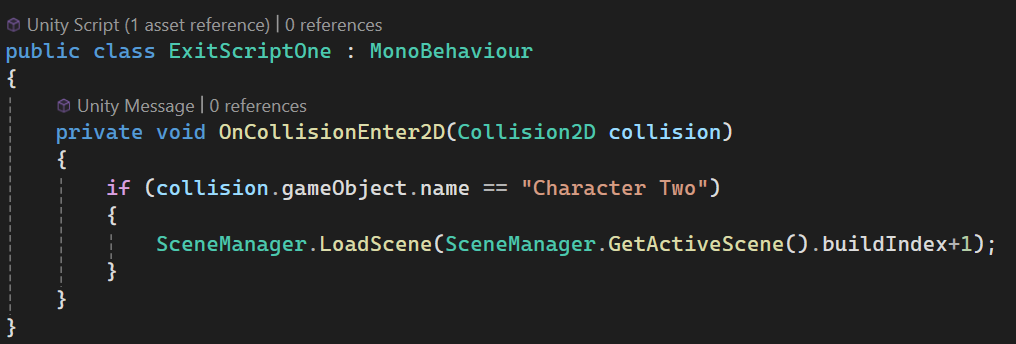 Unity Script (1 asset reference) | 0 references
public class ExitScriptOne : MonoBehaviour
{
Unity Message | 0 references
private void OnCollisionEnter2D(Collision2D collision)
{
if (collision.gameObject.name == "Character Two")
{
SceneManager.LoadScene(SceneManager.GetActiveScene().buildIndex+1);
}
}
}